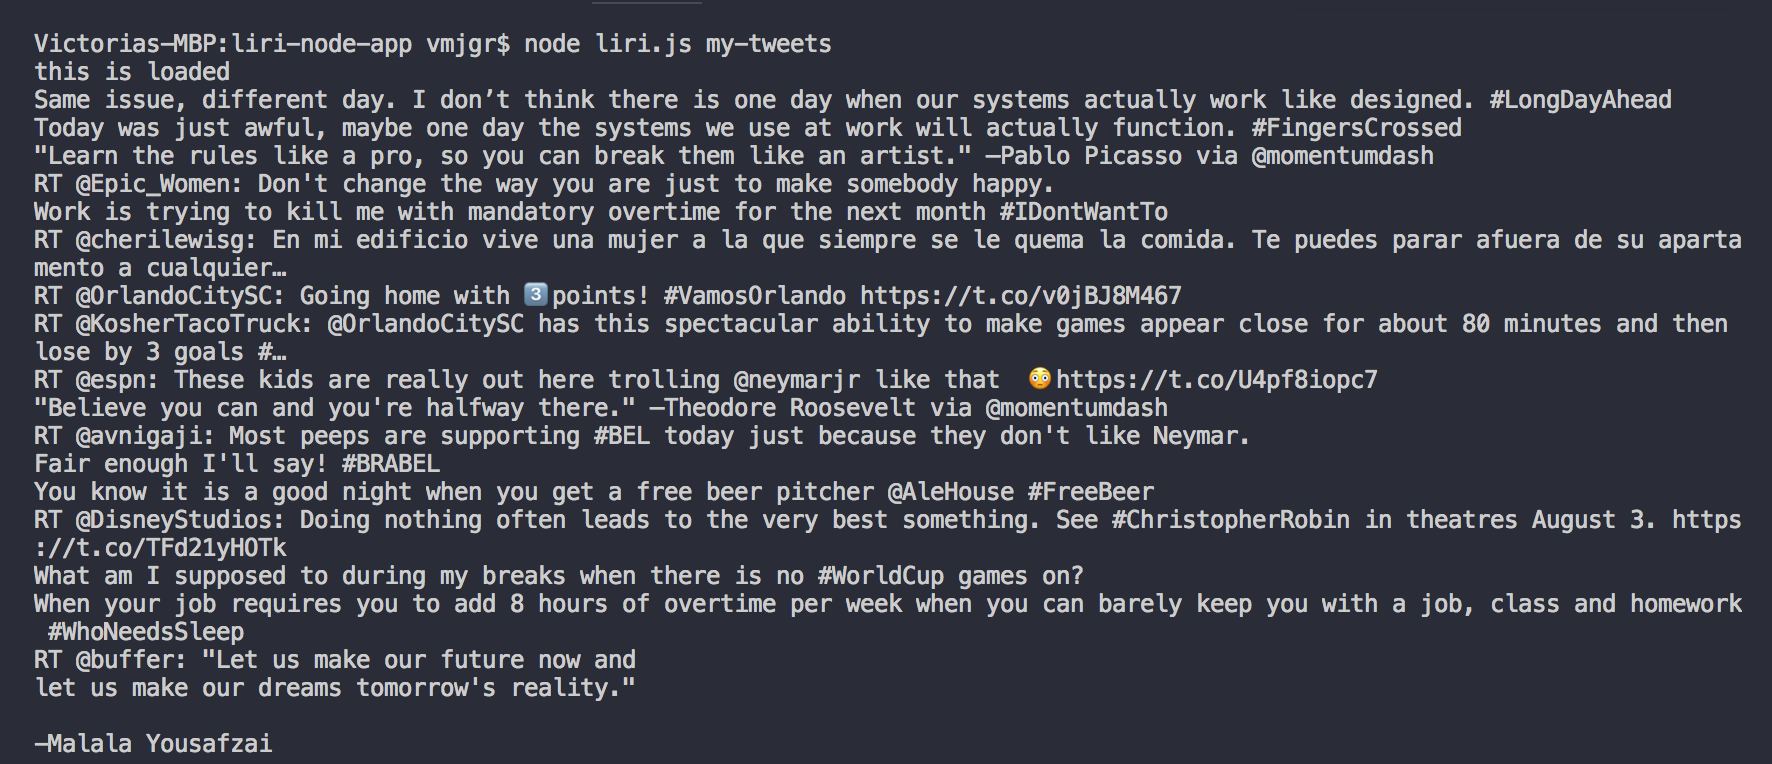 Victorias-MBP:liri-node-app vmjgr$ node liri.js my-tweets
this is loaded
Same issue, different day. I don’t think there is one day when our systems actually work like designed. #LongDayAhead
Today was just awful, maybe one day the systems we use at work will actually function. #FingersCrossed
"Learn the rules like a pro, so you can break them like an artist." —Pablo Picasso via @momentumdash
RT @Epic_Women: Don't change the way you are just to make somebody happy.
Work is trying to kill me with mandatory overtime for the next month #IDontWantTo
RT @cherilewisg: En mi edificio vive una mujer a la que siempre se le quema la comida. Te puedes parar afuera de su aparta
mento a cualquier…
RT @OrlandoCitySC: Going home with 3️⃣points! #VamosOrlando https://t.co/v0jBJ8M467
RT @KosherTacoTruck: @OrlandoCitySC has this spectacular ability to make games appear close for about 80 minutes and then
lose by 3 goals #…
RT @espn: These kids are really out here trolling @neymarjr like that  😳https://t.co/U4pf8iopc7
"Believe you can and you're halfway there." —Theodore Roosevelt via @momentumdash
RT @avnigaji: Most peeps are supporting #BEL today just because they don't like Neymar.
Fair enough I'll say! #BRABEL
You know it is a good night when you get a free beer pitcher @AleHouse #FreeBeer
RT @DisneyStudios: Doing nothing often leads to the very best something. See #ChristopherRobin in theatres August 3. https
://t.co/TFd21yHOTk
What am I supposed to during my breaks when there is no #WorldCup games on?
When your job requires you to add 8 hours of overtime per week when you can barely keep you with a job, class and homework
 #WhoNeedsSleep
RT @buffer: "Let us make our future now and
let us make our dreams tomorrow's reality."

—Malala Yousafzai